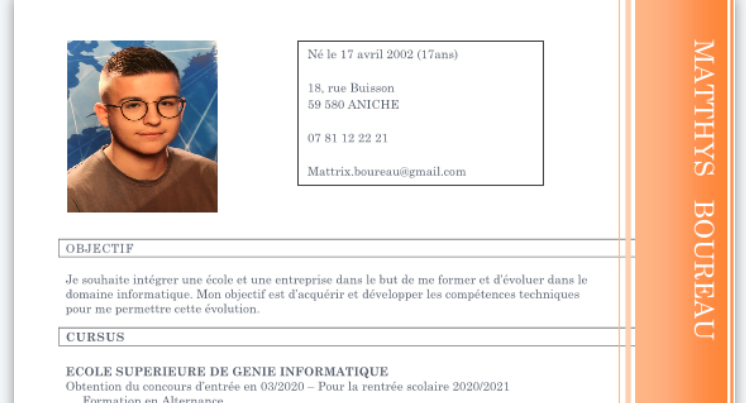 Né le 17 avril 2002 (17ans)
18, rue Buisson
59 580 ANICHE
07 81 12 22 21
Mattrix.boureau@gmail.com
MATTHYS BOUREAU
OBJECTIF
Je souhaite intégrer une école et une entreprise dans le but de me former et d'évoluer dans le
domaine informatique. Mon objectif est d'acquérir et développer les compétences techniques
pour me permettre cette évolution.
CURSUS
ECOLE SUPERIEURE DE GENIE INFORMATIQUE
Obtention du concours d'entrée en 03/2020 – Pour la rentrée scolaire 2020/2021
Formation en Alternance